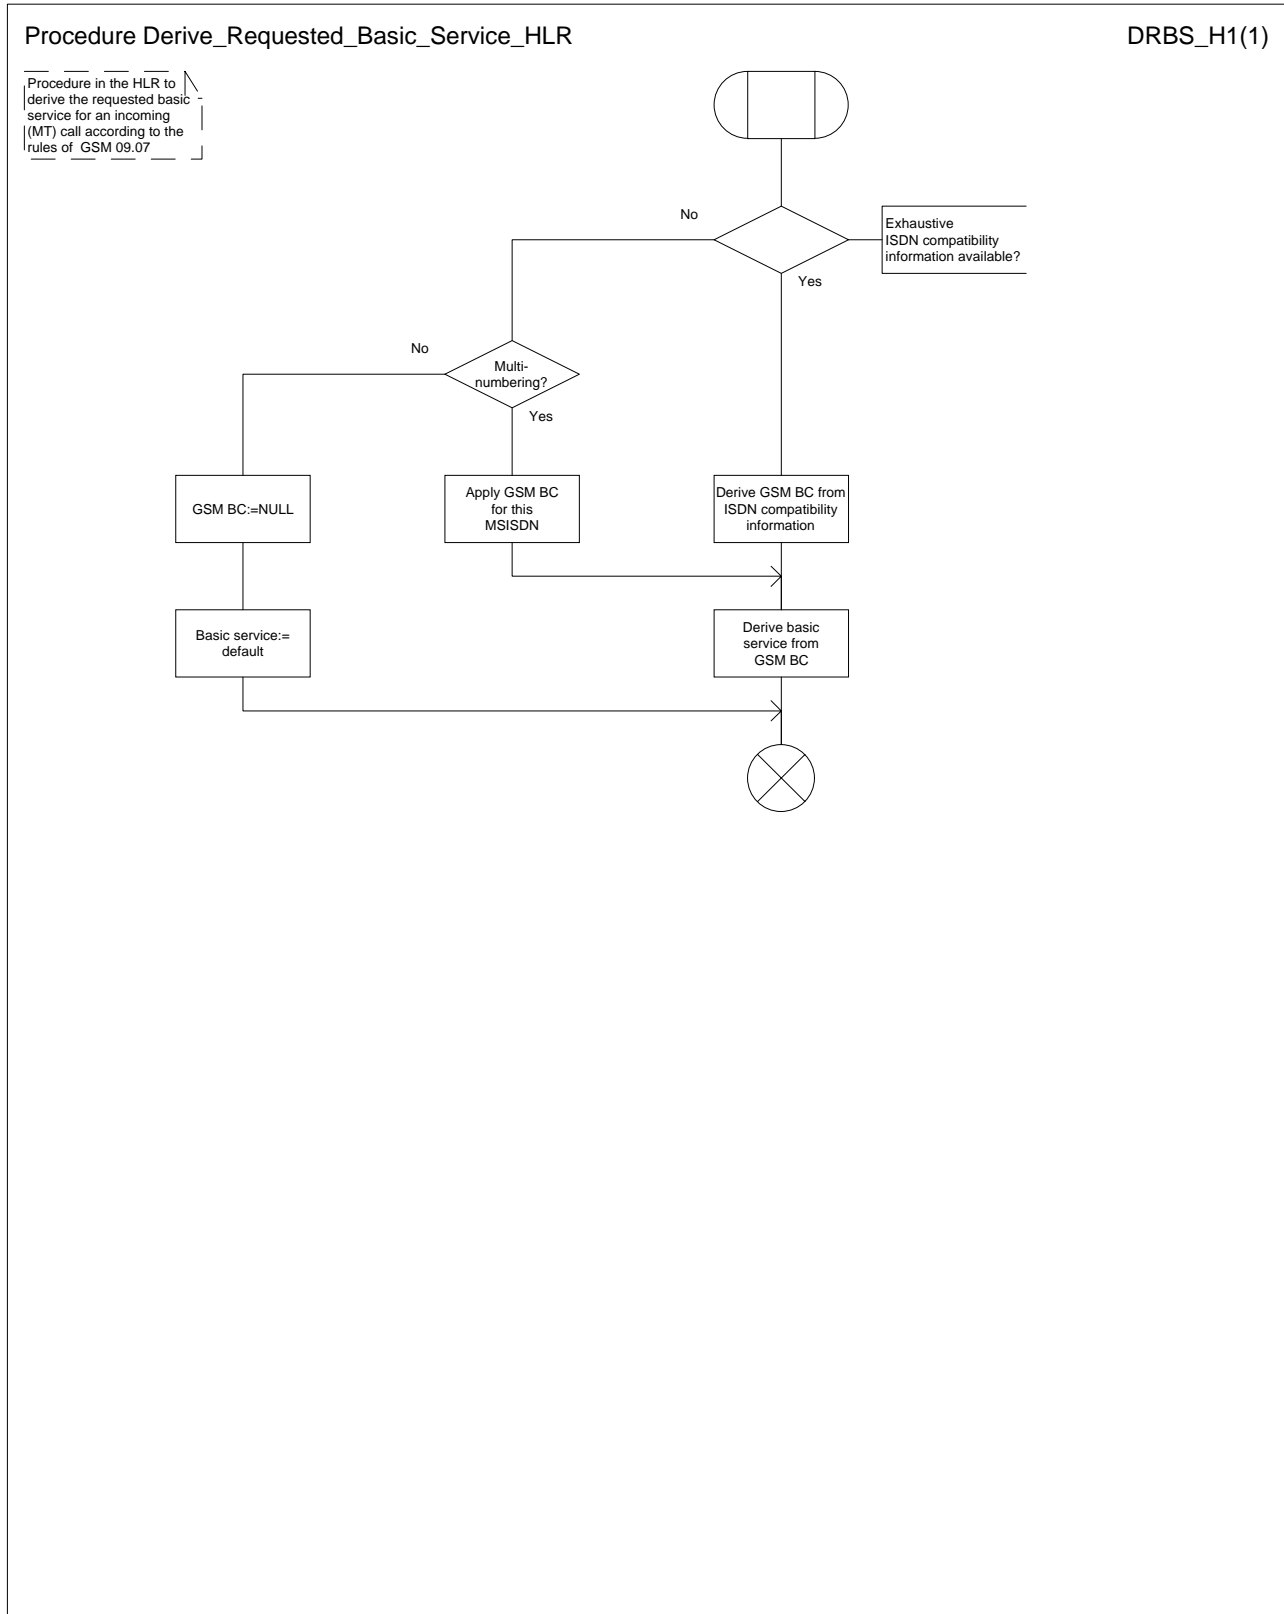 Procedure Derive_Requested_Basic_Service_HLR
DRBS_H1(1)
Procedure in the HLR to
derive the requested basic
service for an incoming
(MT) call according to the
rules of GSM 09.07
No
Exhaustive
ISDN compatibility
information available?
Yes
No
Multi-
numbering?
Yes
GSM BC:=NULL
Apply GSM BC
for this
MSISDN
Derive GSM BC from
ISDN compatibility
information
Basic service:=
default
Derive basic
service from
GSM BC